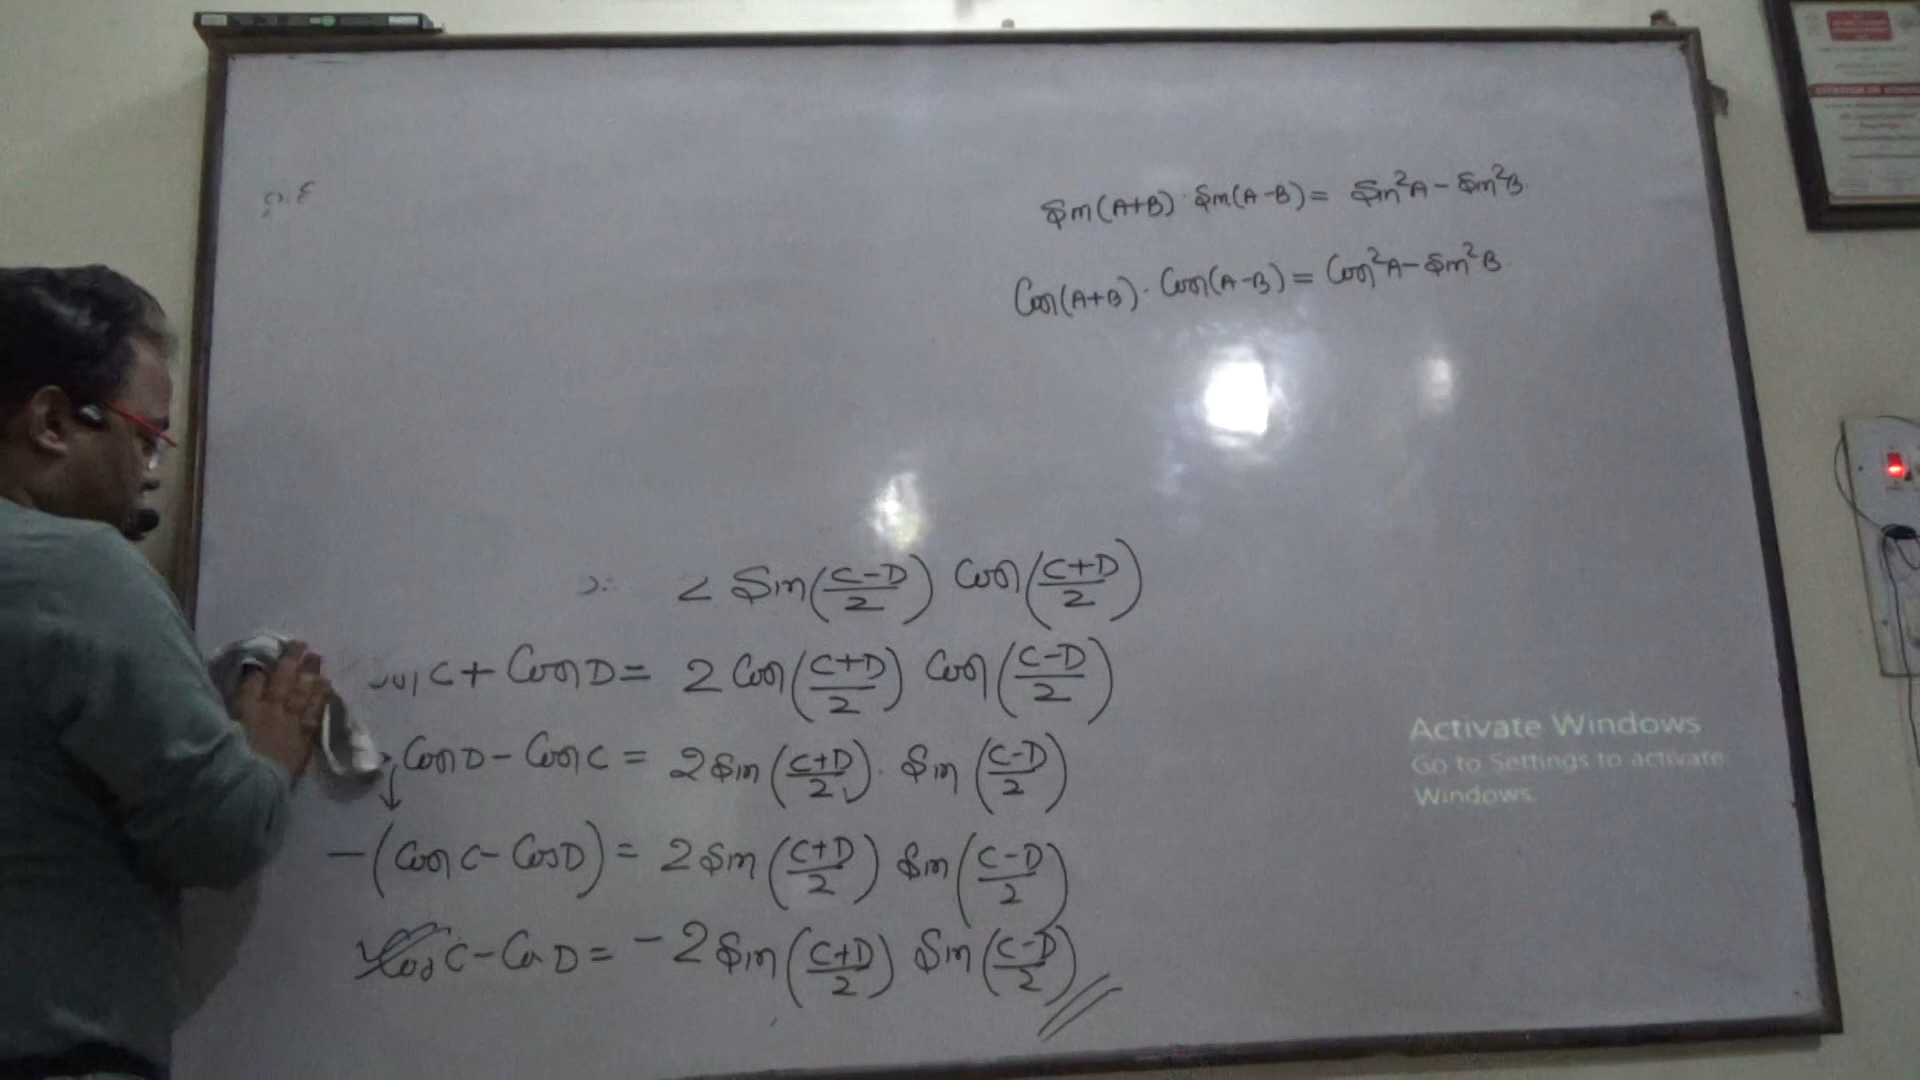 Sin(A+B) · Sin(A-B) = Sin²A - Sin²B.
Cos(A+B) · Cos(A-B) = Cos²A - Sin²B
2 Sin((C-D)/2) Cos((C+D)/2)
C + Cos D = 2 Cos((C+D)/2) Cos((C-D)/2)
Cos D - Cos C = 2 Sin((C+D)/2) · Sin((C-D)/2)
-(Cos C - Cos D) = 2 Sin((C+D)/2) Sin((C-D)/2)
Cos C - Cos D = -2 Sin((C+D)/2) Sin((C-D)/2)
Activate Windows
Go to Settings to activate
Windows.